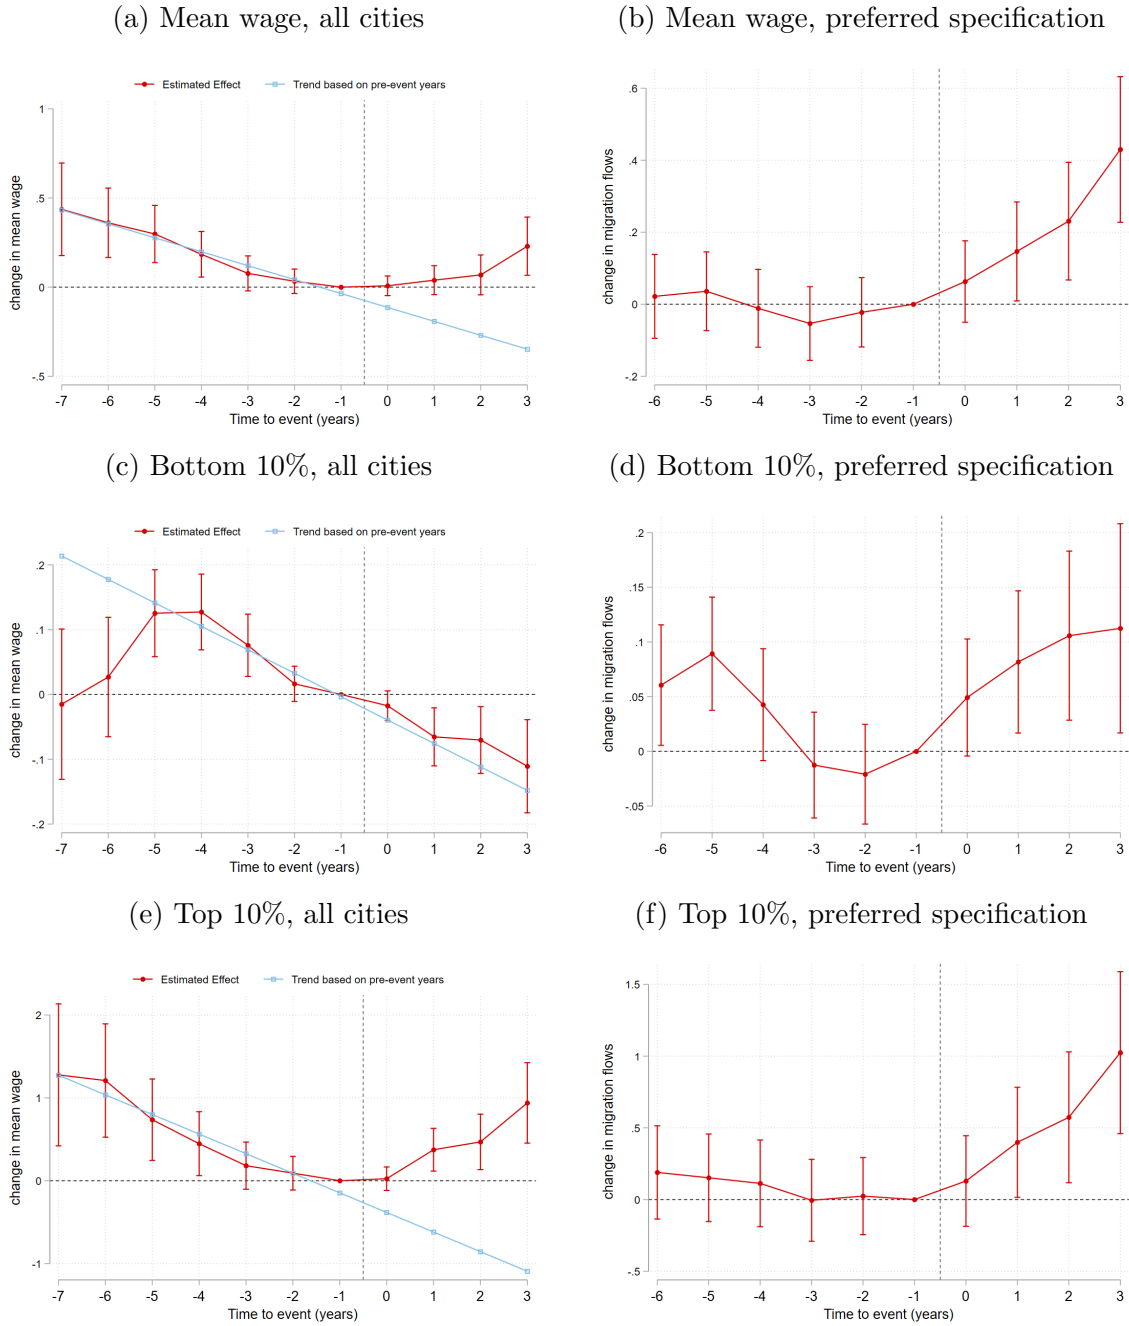 (a) Mean wage, all cities
Estimated Effect Trend based on pre-event years
change in mean wage
1
.5
0
-.5
-7 -6 -5 -4 -3 -2 -1 0 1 2 3
Time to event (years)
(b) Mean wage, preferred specification
change in migration flows
.6
.4
.2
0
-.2
-6 -5 -4 -3 -2 -1 0 1 2 3
Time to event (years)
(c) Bottom 10%, all cities
Estimated Effect Trend based on pre-event years
change in mean wage
.2
.1
0
-.1
-.2
-7 -6 -5 -4 -3 -2 -1 0 1 2 3
Time to event (years)
(d) Bottom 10%, preferred specification
change in migration flows
.2
.15
.1
.05
0
-.05
-6 -5 -4 -3 -2 -1 0 1 2 3
Time to event (years)
(e) Top 10%, all cities
Estimated Effect Trend based on pre-event years
change in mean wage
2
1
0
-1
-7 -6 -5 -4 -3 -2 -1 0 1 2 3
Time to event (years)
(f) Top 10%, preferred specification
change in migration flows
1.5
1
.5
0
-.5
-6 -5 -4 -3 -2 -1 0 1 2 3
Time to event (years)